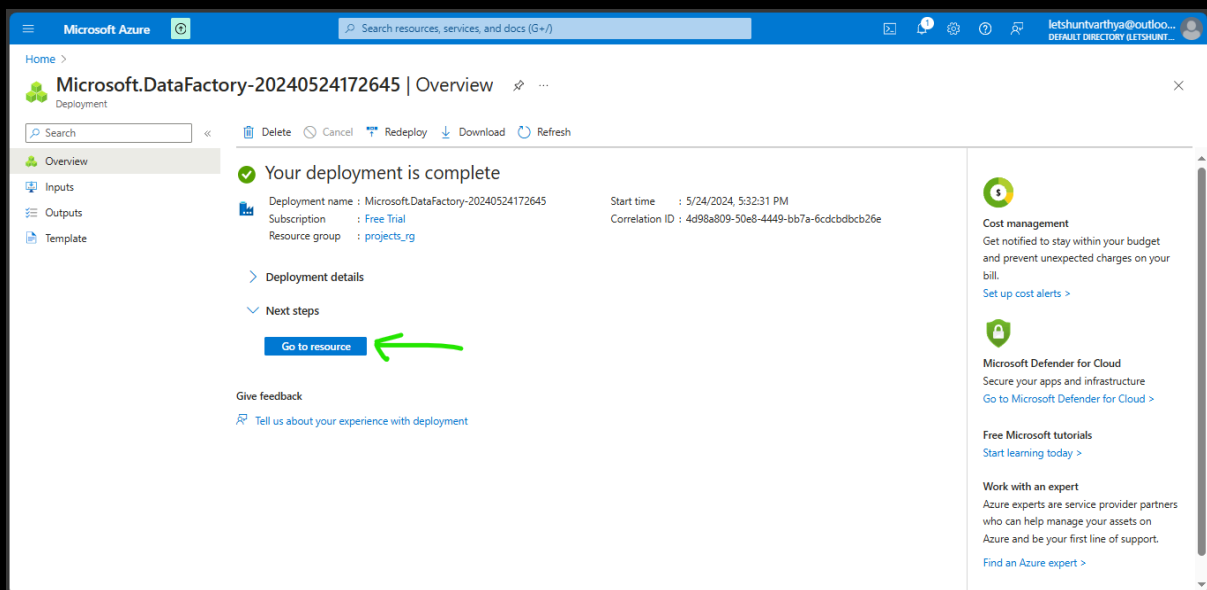 Microsoft Azure
Search resources, services, and docs (G+/)
1
letshuntvarthya@outloo...
DEFAULT DIRECTORY (LETSHUNT...
Home >
Microsoft.DataFactory-20240524172645 | Overview
Deployment
Search
Delete
Cancel
Redeploy
Download
Refresh
Overview
Inputs
Outputs
Template
Your deployment is complete
Deployment name : Microsoft.DataFactory-20240524172645
Subscription : Free Trial
Resource group : projects_rg
Start time : 5/24/2024, 5:32:31 PM
Correlation ID : 4d98a809-50e8-4449-bb7a-6cdcbdbcb26e
Deployment details
Next steps
Go to resource
Give feedback
Tell us about your experience with deployment
Cost management
Get notified to stay within your budget
and prevent unexpected charges on your
bill.
Set up cost alerts >
Microsoft Defender for Cloud
Secure your apps and infrastructure
Go to Microsoft Defender for Cloud >
Free Microsoft tutorials
Start learning today >
Work with an expert
Azure experts are service provider partners
who can help manage your assets on
Azure and be your first line of support.
Find an Azure expert >